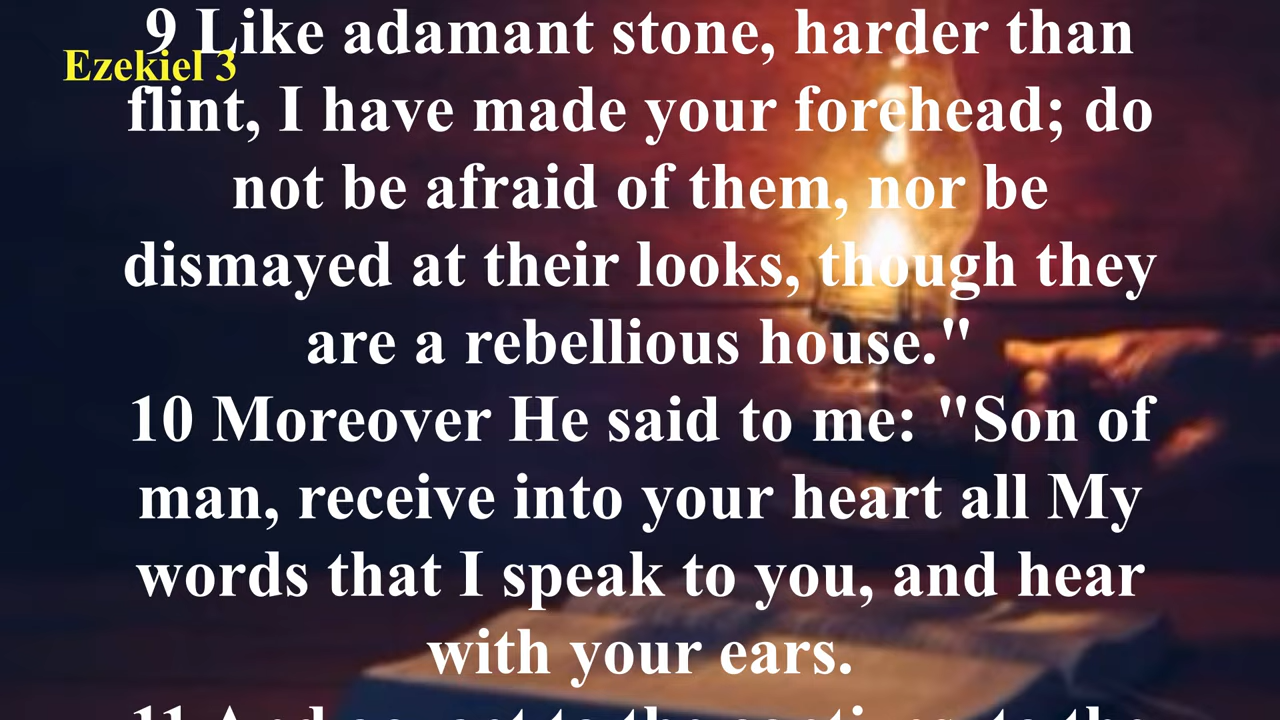 Ezekiel 3
9 Like adamant stone, harder than
flint, I have made your forehead; do
not be afraid of them, nor be
dismayed at their looks, though they
are a rebellious house."
10 Moreover He said to me: "Son of
man, receive into your heart all My
words that I speak to you, and hear
with your ears.